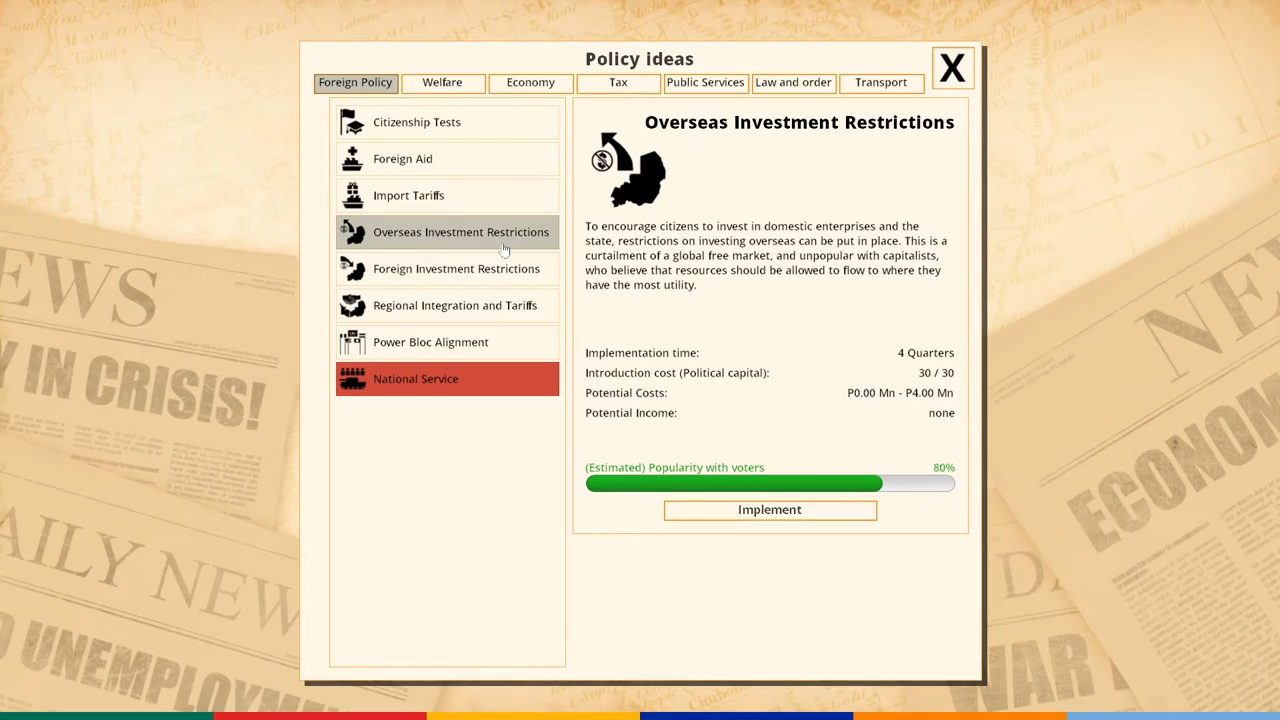 Policy ideas
X
Foreign Policy
Welfare
Economy
Tax
Public Services
Law and order
Transport
Citizenship Tests
Foreign Aid
Import Tariffs
Overseas Investment Restrictions
Foreign Investment Restrictions
Regional Integration and Tariffs
Power Bloc Alignment
National Service
Overseas Investment Restrictions
To encourage citizens to invest in domestic enterprises and the
state, restrictions on investing overseas can be put in place. This is a
curtailment of a global free market, and unpopular with capitalists,
who believe that resources should be allowed to flow to where they
have the most utility.
Implementation time: 4 Quarters
Introduction cost (Political capital): 30 / 30
Potential Costs: P0.00 Mn - P4.00 Mn
Potential Income: none
(Estimated) Popularity with voters 80%
Implement
EWS
Y IN CRISIS!
AILY NEW
UNEMPLOYM
NE
ECONO
WAR